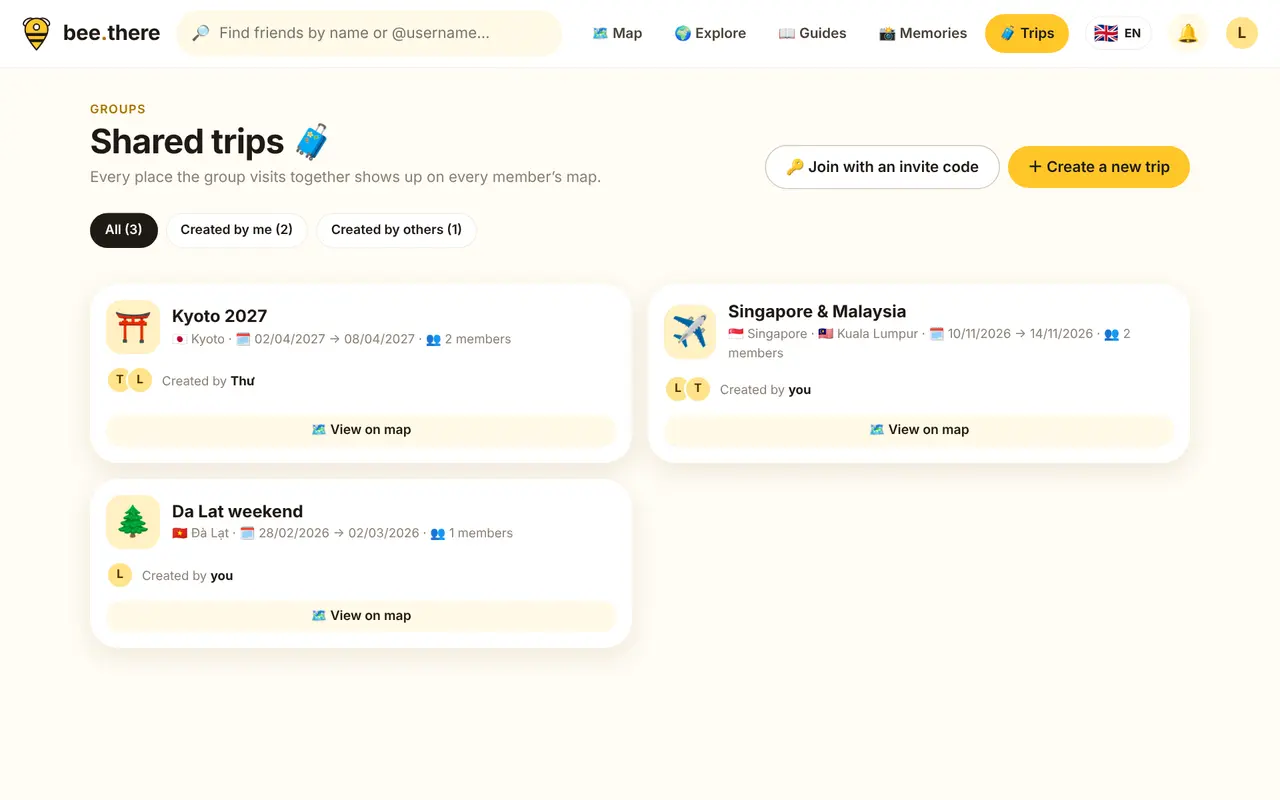 bee.there
Find friends by name or @username...
Map
Explore
Guides
Memories
Trips
EN
L
GROUPS
Shared trips
Every place the group visits together shows up on every member’s map.
Join with an invite code
+ Create a new trip
All (3)
Created by me (2)
Created by others (1)
Kyoto 2027
Kyoto · 02/04/2027 → 08/04/2027 · 2 members
T L Created by Thư
View on map
Singapore & Malaysia
Singapore · Kuala Lumpur · 10/11/2026 → 14/11/2026 · 2
members
L T Created by you
View on map
Da Lat weekend
Đà Lạt · 28/02/2026 → 02/03/2026 · 1 members
L Created by you
View on map